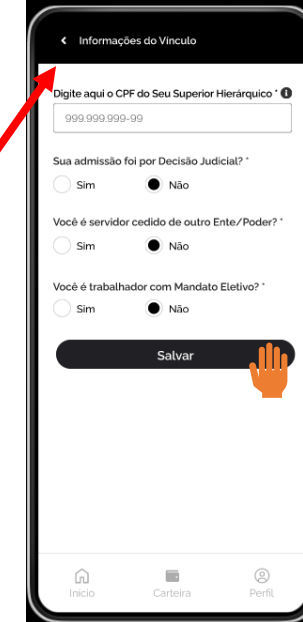 Informações do Vínculo
Digite aqui o CPF do Seu Superior Hierárquico *
999.999.999-99
Sua admissão foi por Decisão Judicial? *
Sim Não
Você é servidor cedido de outro Ente/Poder? *
Sim Não
Você é trabalhador com Mandato Eletivo? *
Sim Não
Salvar
Início Carteira Perfil